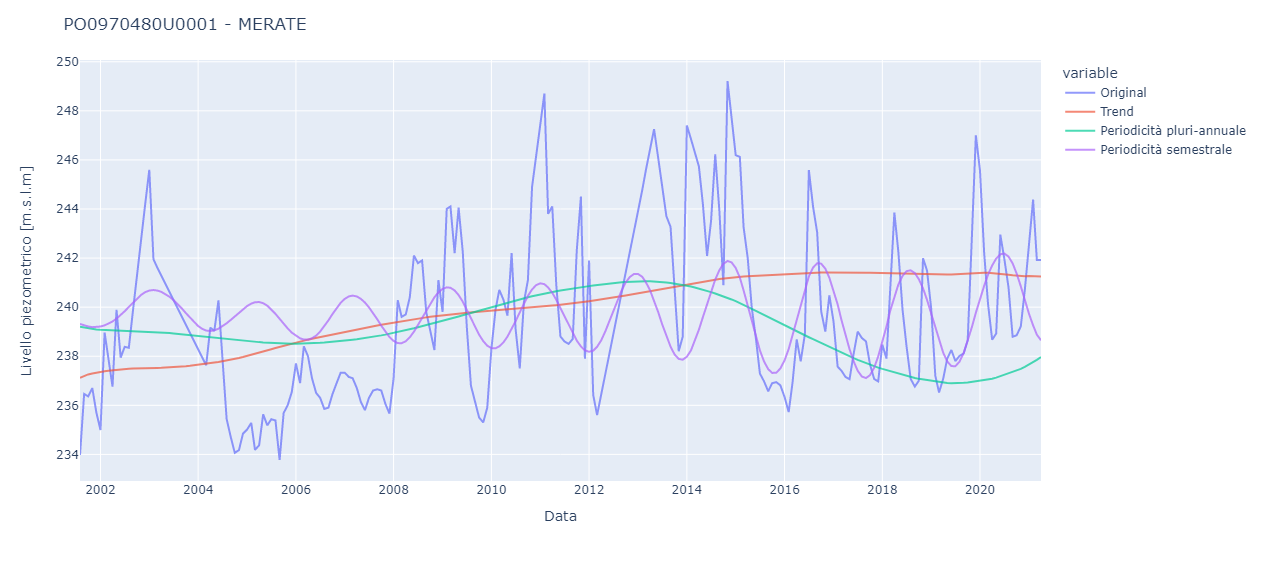 PO0970480U0001 - MERATE
variable
Original
Trend
Periodicità pluri-annuale
Periodicità semestrale
Livello piezometrico [m s.l.m]
250
248
246
244
242
240
238
236
234
2002 2004 2006 2008 2010 2012 2014 2016 2018 2020
Data